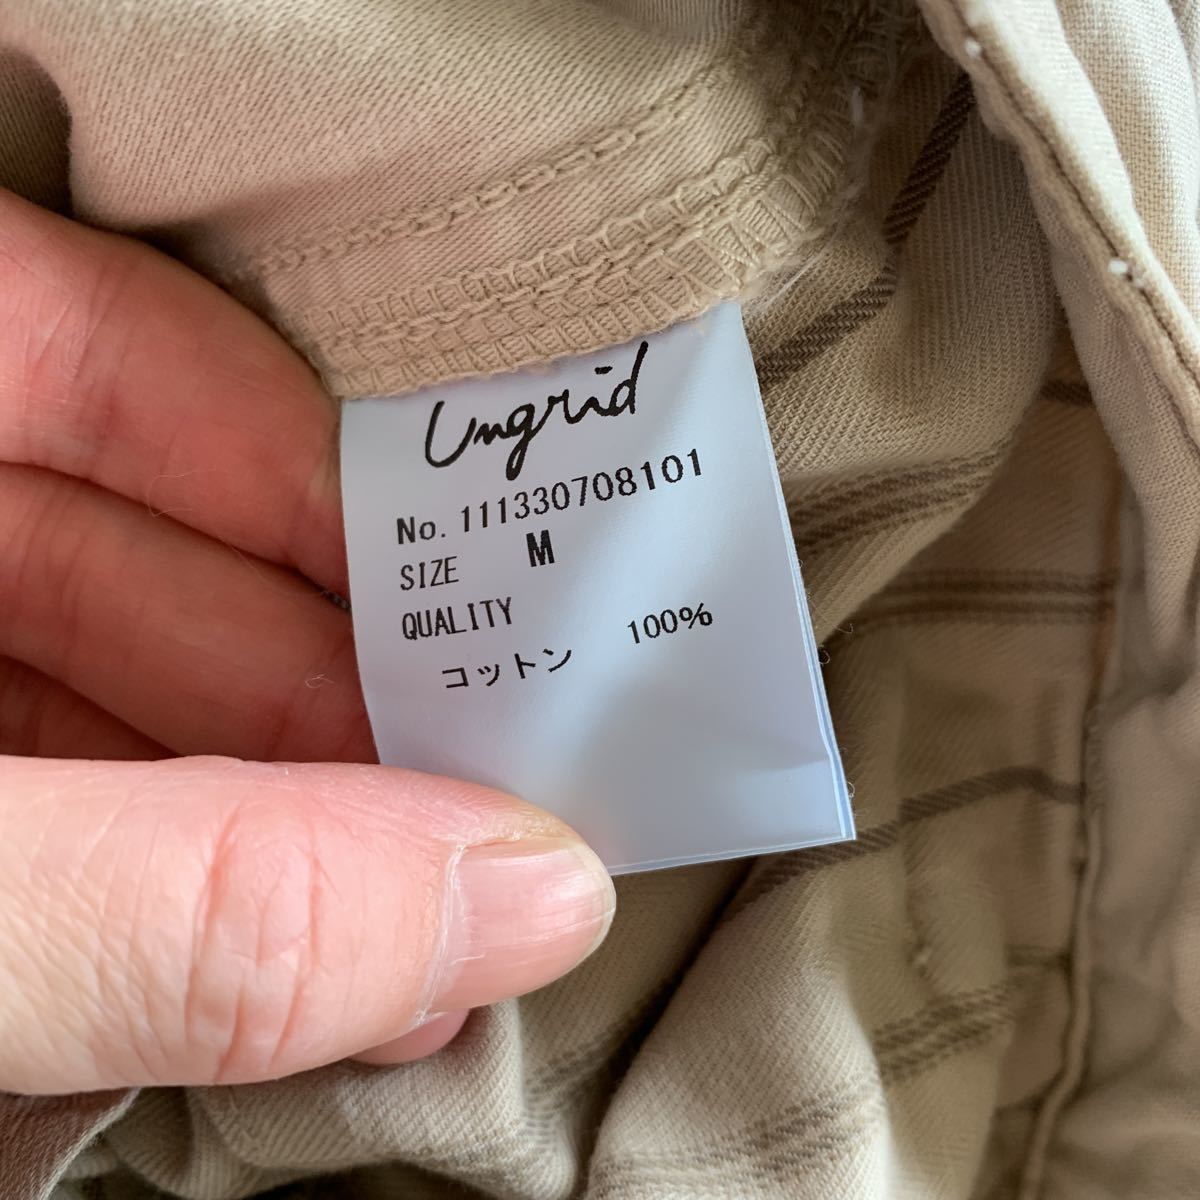 Ungrid
No. 111330708101
SIZE M
QUALITY
コットン 100%